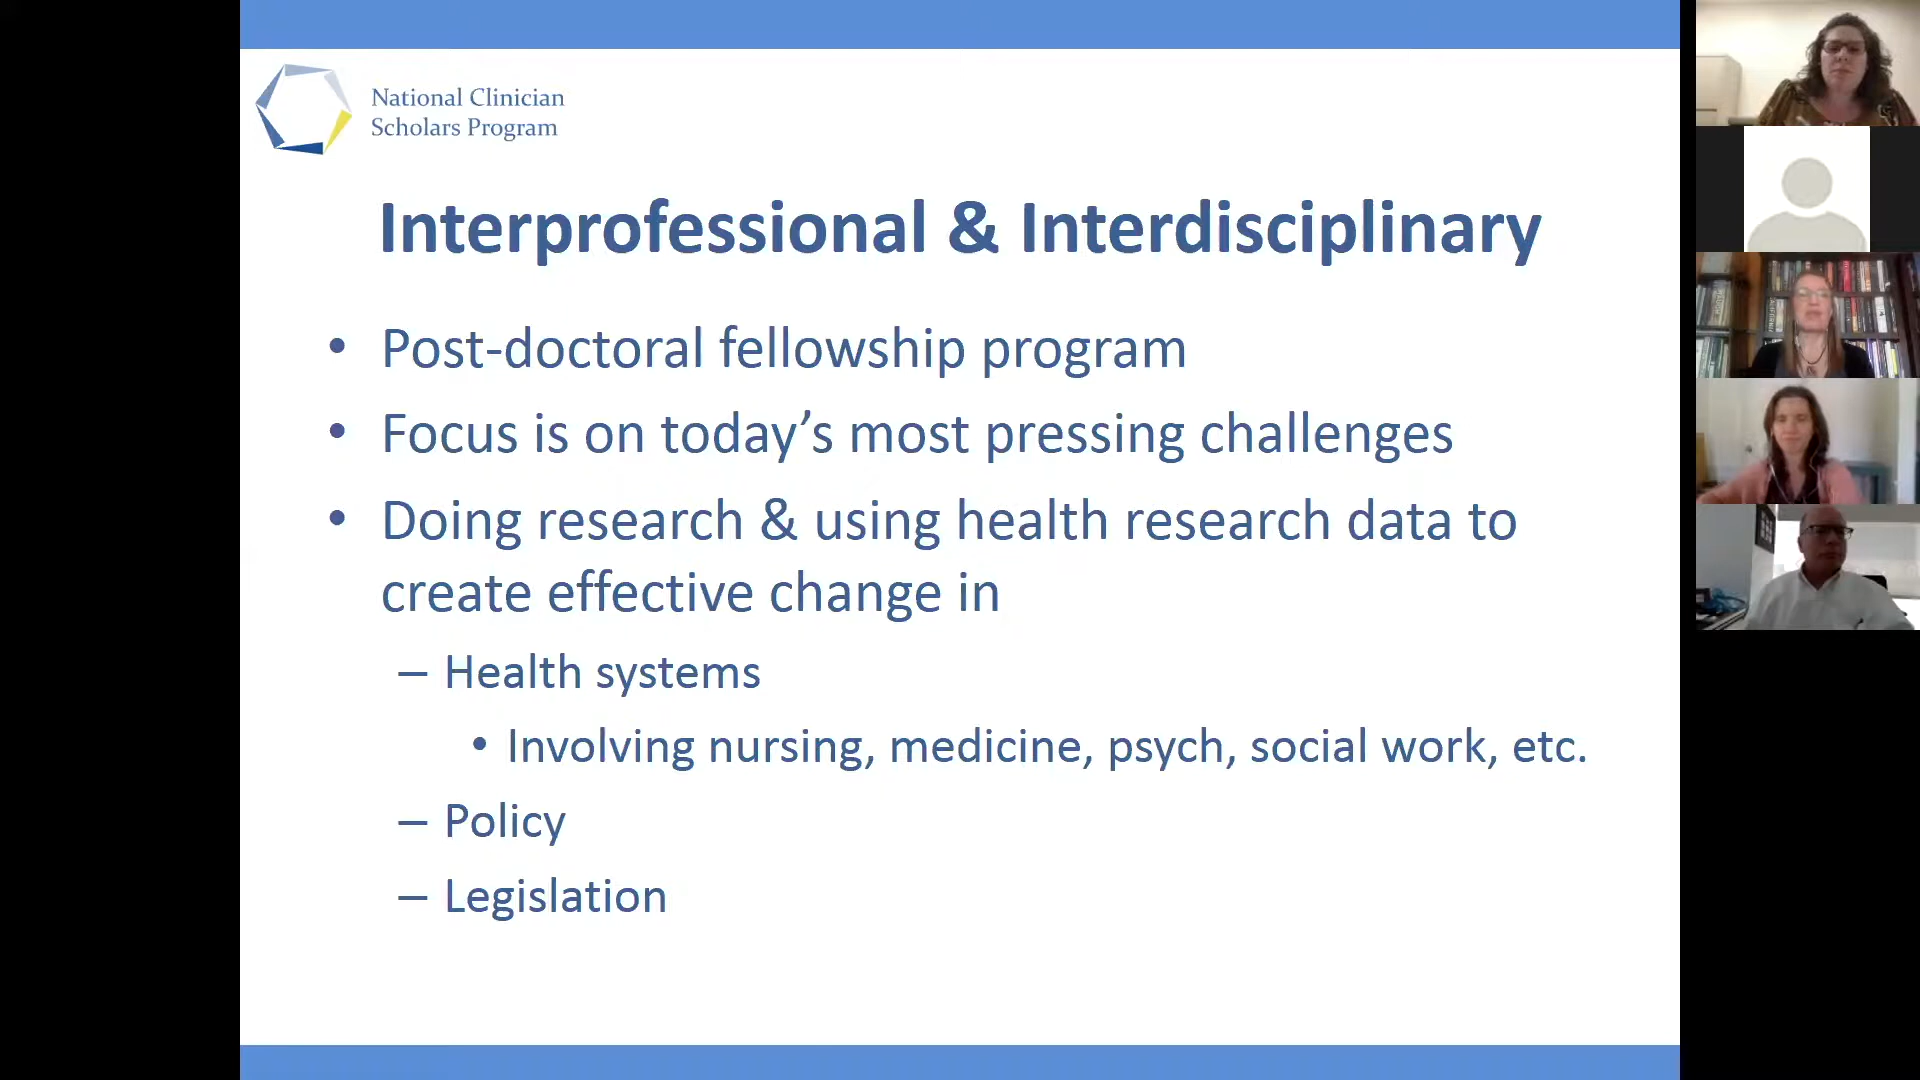 National Clinician
Scholars Program
Interprofessional & Interdisciplinary
• Post-doctoral fellowship program
• Focus is on today’s most pressing challenges
• Doing research & using health research data to
create effective change in
– Health systems
• Involving nursing, medicine, psych, social work, etc.
– Policy
– Legislation